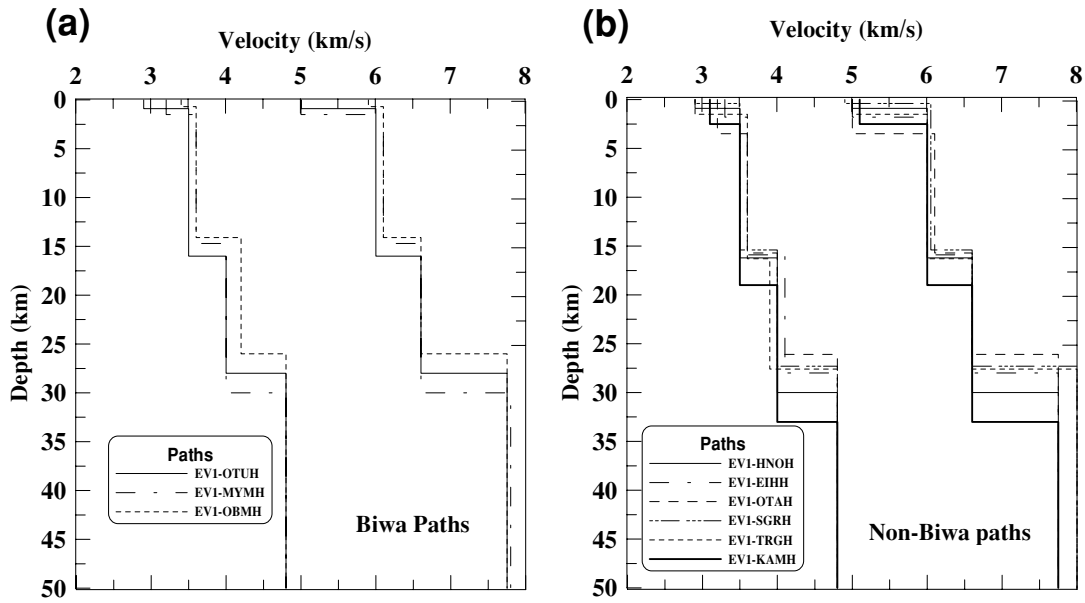 (a)
Velocity (km/s)
2 3 4 5 6 7 8
0
5
10
15
20
25
30
35
40
45
50
Depth (km)
Paths
EV1-OTUH
EV1-MYMH
EV1-OBMH
Biwa Paths
(b)
Velocity (km/s)
2 3 4 5 6 7 8
0
5
10
15
20
25
30
35
40
45
50
Depth (km)
Paths
EV1-HNOH
EV1-EIHH
EV1-OTAH
EV1-SGRH
EV1-TRGH
EV1-KAMH
Non-Biwa paths